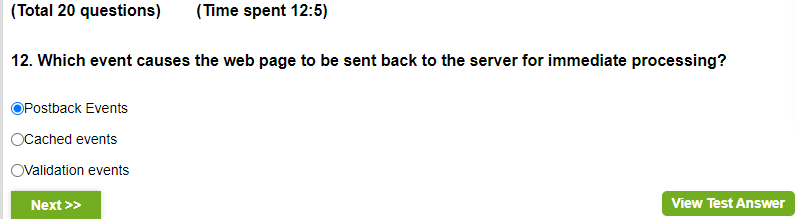 (Total 20 questions) (Time spent 12:5)
12. Which event causes the web page to be sent back to the server for immediate processing?
Postback Events
Cached events
Validation events
Next >> View Test Answer